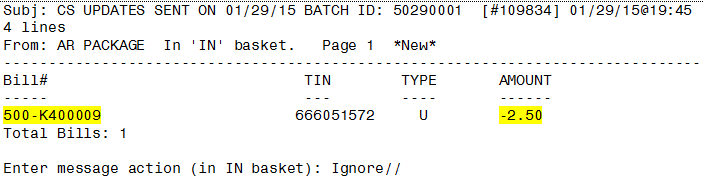 Subj: CS UPDATES SENT ON 01/29/15 BATCH ID: 50290001  [#109834] 01/29/15@19:45
4 lines
From: AR PACKAGE  In 'IN' basket.   Page 1  *New*
-------------------------------------------------------------------------------
Bill#                             TIN        TYPE       AMOUNT
-----                             ---        ----       ------
500-K400009                      666051572     U        -2.50
Total Bills: 1
Enter message action (in IN basket): Ignore//